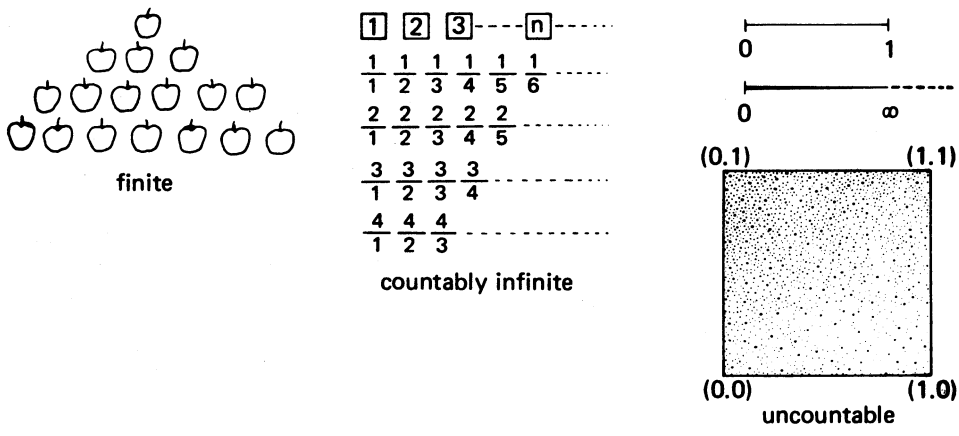 finite
1 2 3 ---- n ----
1/1 1/2 1/3 1/4 1/5 1/6 ......
2/1 2/2 2/3 2/4 2/5 ......
3/1 3/2 3/3 3/4 ......
4/1 4/2 4/3 ......
countably infinite
0 1
0 ∞
(0.1) (1.1)
(0.0) (1.0)
uncountable